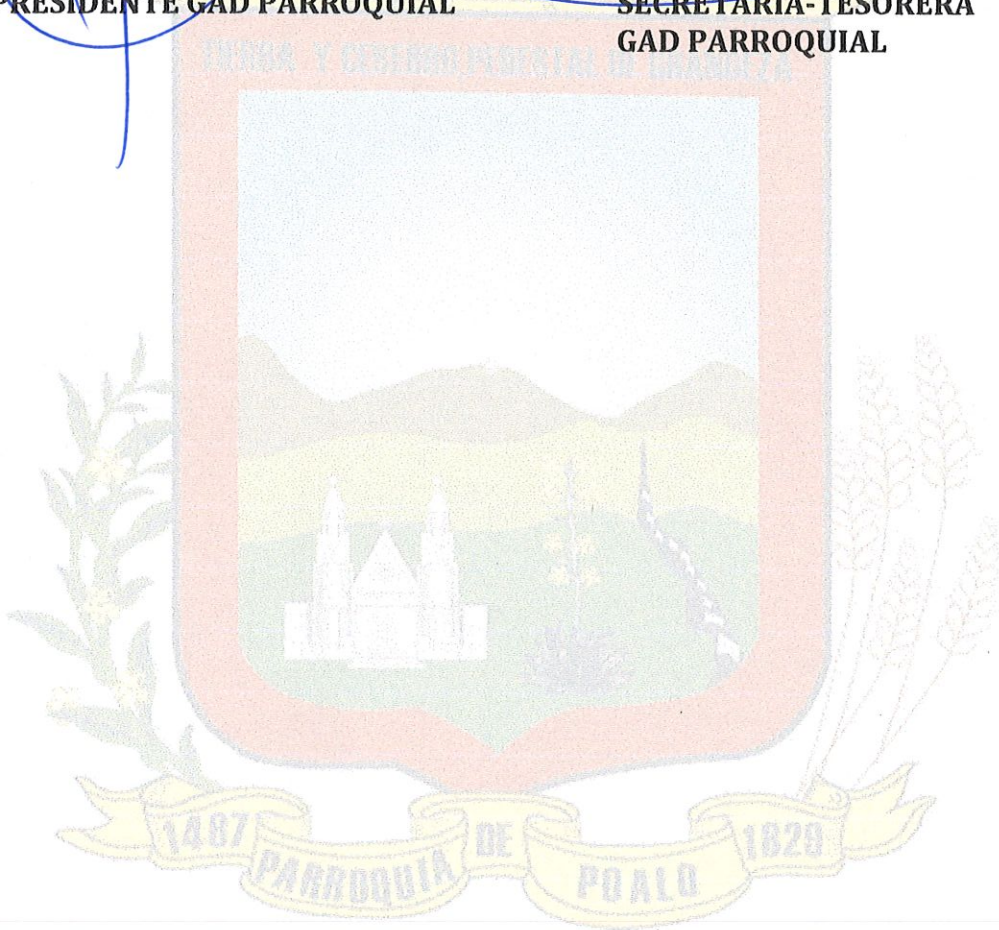 PRESIDENTE GAD PARROQUIAL
SECRETARIA-TESORERA
GAD PARROQUIAL
1487 PARROQUIA DE POALO 1829